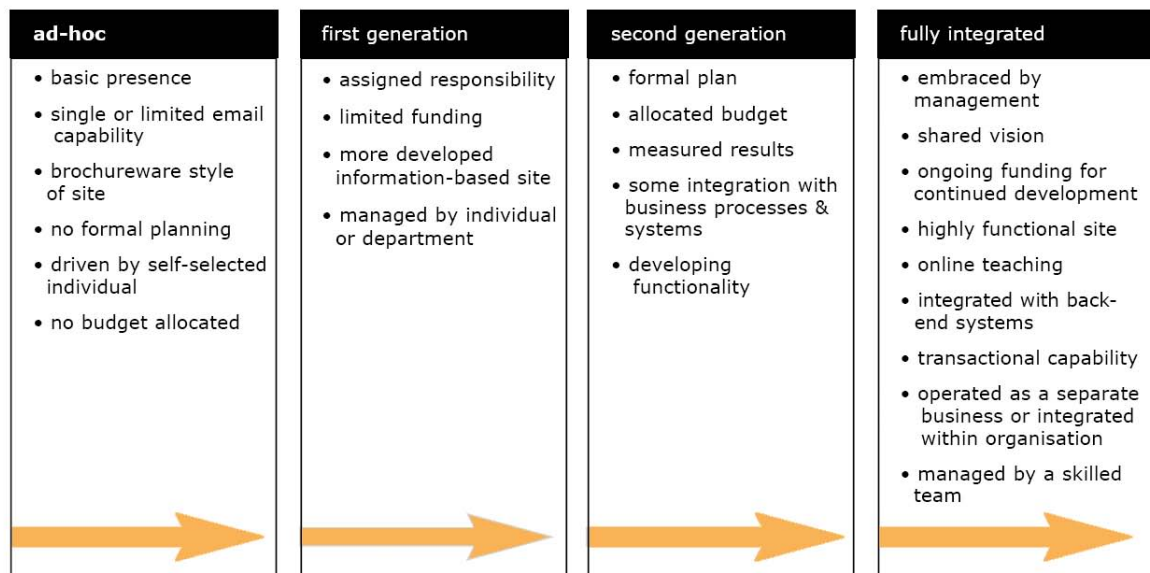 ad-hoc
• basic presence
• single or limited email
capability
• brochureware style
of site
• no formal planning
• driven by self-selected
individual
• no budget allocated
first generation
• assigned responsibility
• limited funding
• more developed
information-based site
• managed by individual
or department
second generation
• formal plan
• allocated budget
• measured results
• some integration with
business processes &
systems
• developing
functionality
fully integrated
• embraced by
management
• shared vision
• ongoing funding for
continued development
• highly functional site
• online teaching
• integrated with back-
end systems
• transactional capability
• operated as a separate
business or integrated
within organisation
• managed by a skilled
team